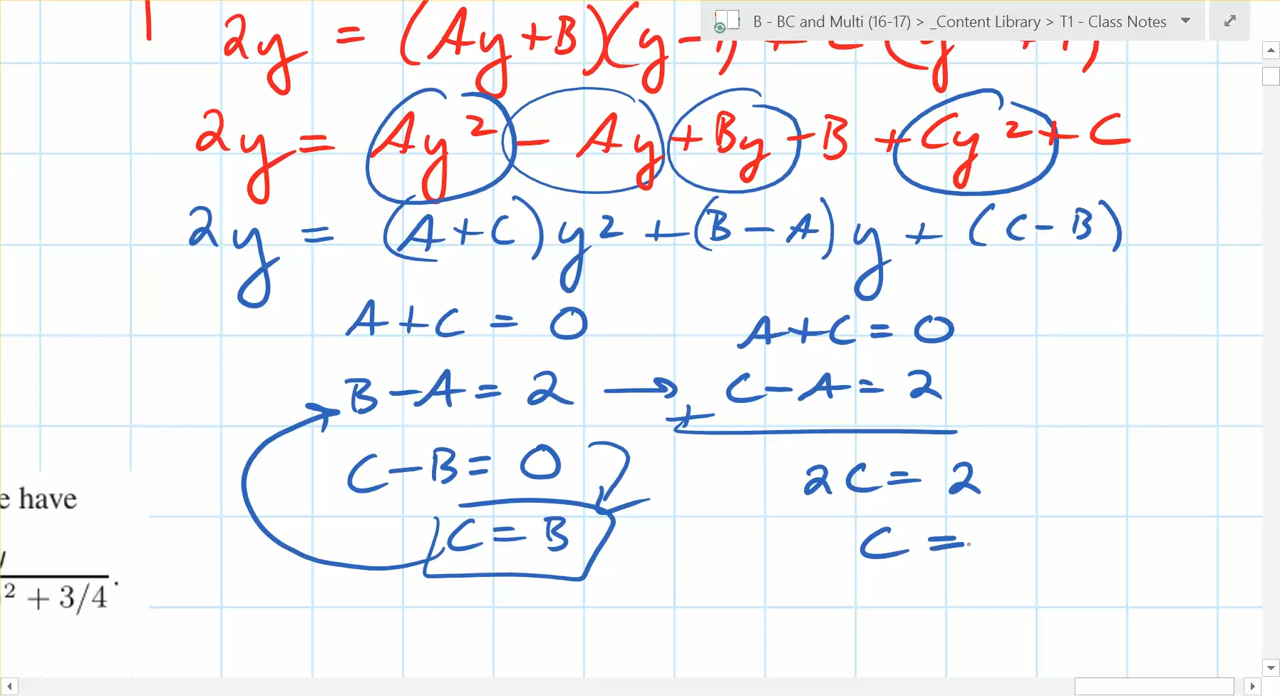 B - BC and Multi (16-17) > _Content Library > T1 - Class Notes
2y = (Ay+B)(y-
2y = Ay² - Ay + By - B + Cy² + C
2y = (A+C)y² + (B-A)y + (C-B)
A+C = 0
A+C = 0
B-A = 2 →
C-A = 2
+
C-B = 0
2C = 2
C = B
C =
e have
² + 3/4.